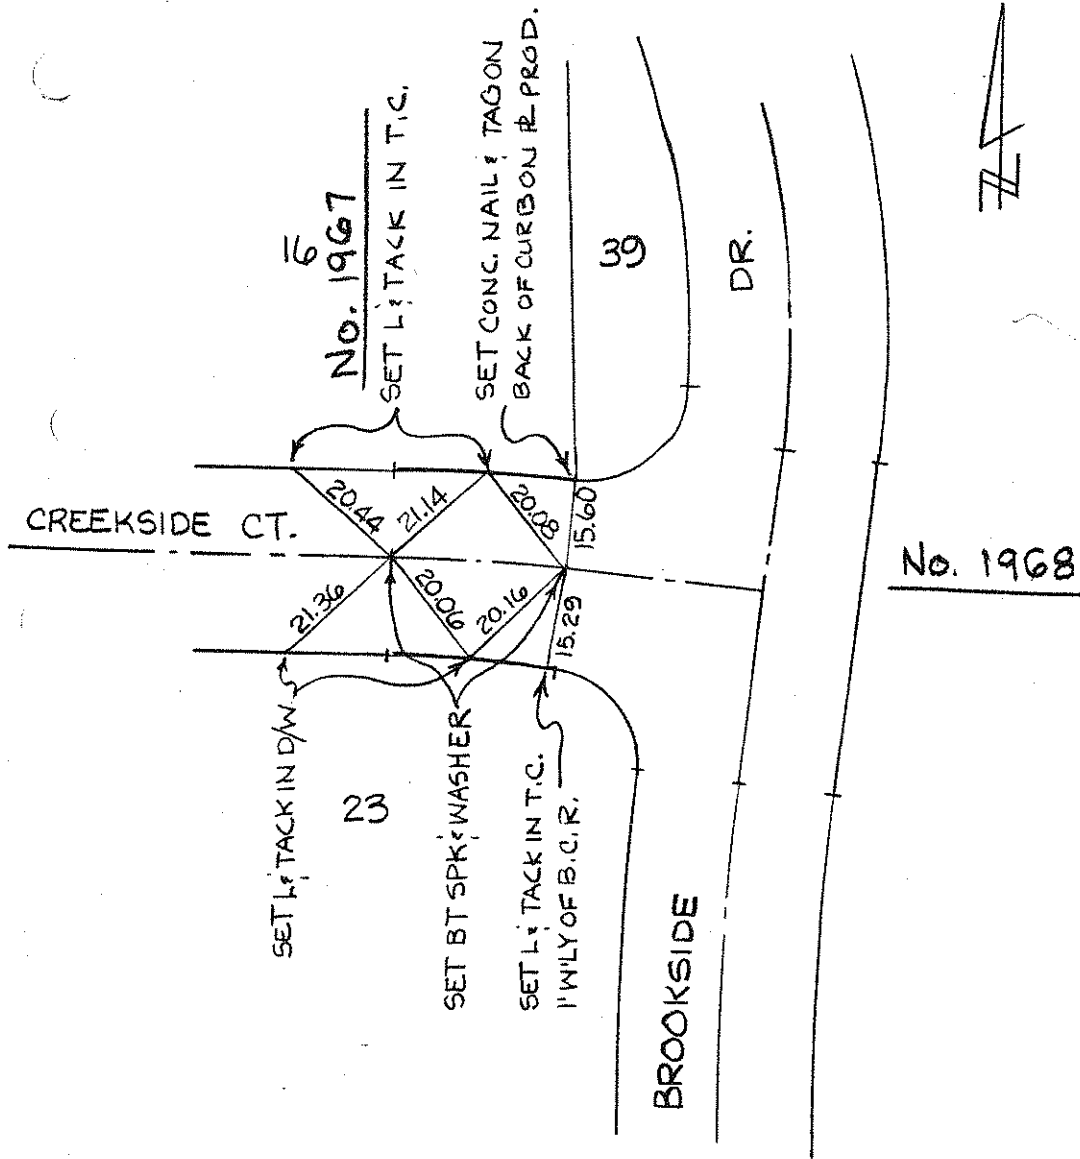 16
No. 1967
SET L & TACK IN T.C.
SET CONC. NAIL & TAG ON
BACK OF CURB ON ℞ PROD.
39
DR.
N
CREEKSIDE CT.
20.44
21.14
20.08
15.60
21.36
20.06
20.16
15.29
No. 1968
SET L & TACK IN D/W
23
SET BT SPK & WASHER
SET L & TACK IN T.C.
1' W'LY OF B.C.R.
BROOKSIDE